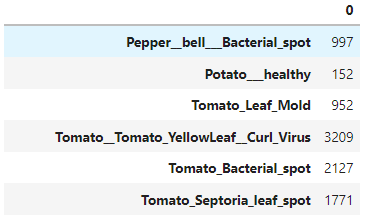 0
Pepper__bell___Bacterial_spot 997
Potato___healthy 152
Tomato_Leaf_Mold 952
Tomato__Tomato_YellowLeaf__Curl_Virus 3209
Tomato_Bacterial_spot 2127
Tomato_Septoria_leaf_spot 1771